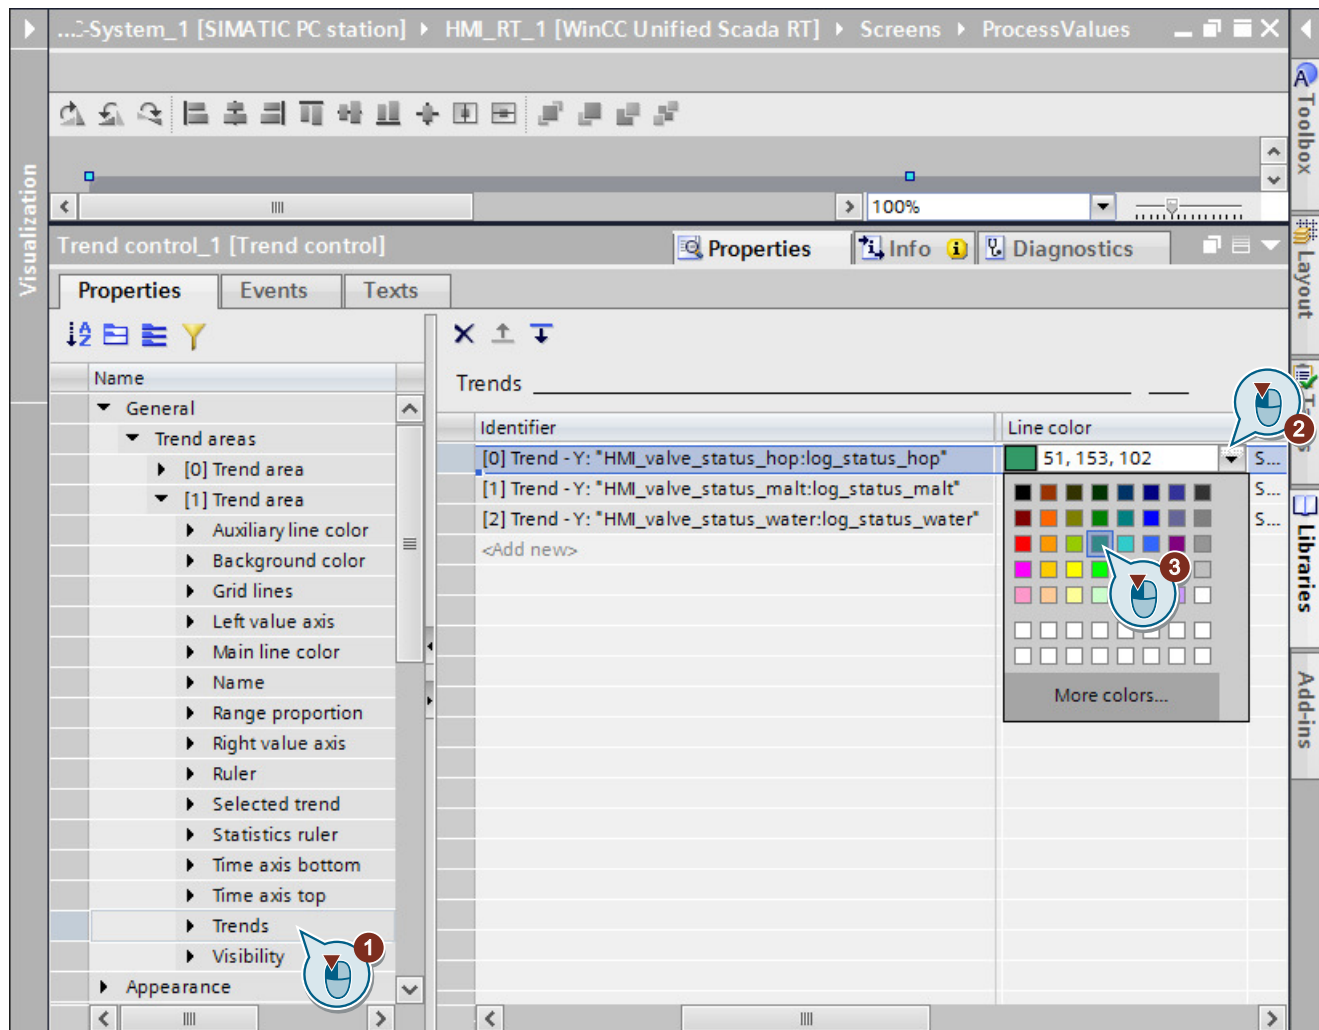 ...C-System_1 [SIMATIC PC station] HMI_RT_1 [WinCC Unified Scada RT] Screens ProcessValues
Visualization
100%
Trend control_1 [Trend control]
Properties Info Diagnostics
Properties Events Texts
Name
General
Trend areas
[0] Trend area
[1] Trend area
Auxiliary line color
Background color
Grid lines
Left value axis
Main line color
Name
Range proportion
Right value axis
Ruler
Selected trend
Statistics ruler
Time axis bottom
Time axis top
Trends
1
Visibility
Appearance
Trends
Identifier Line color
2
[0] Trend - Y: "HMI_valve_status_hop:log_status_hop" 51, 153, 102 S...
[1] Trend - Y: "HMI_valve_status_malt:log_status_malt" S...
[2] Trend - Y: "HMI_valve_status_water:log_status_water" S...
<Add new>
3
More colors...
Toolbox
Layout
Libraries
Add-ins